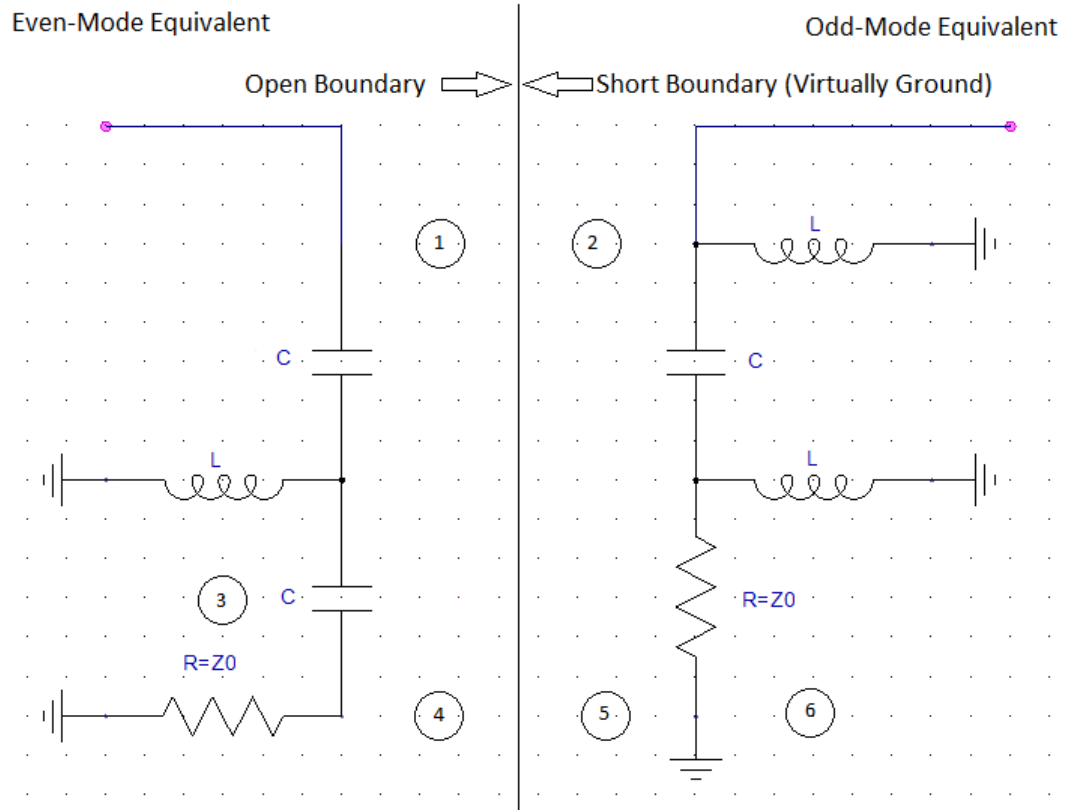 Even-Mode Equivalent
Odd-Mode Equivalent
Open Boundary
Short Boundary (Virtually Ground)
L
1
2
C
C
L
L
3
C
R=Z0
R=Z0
4
5
6